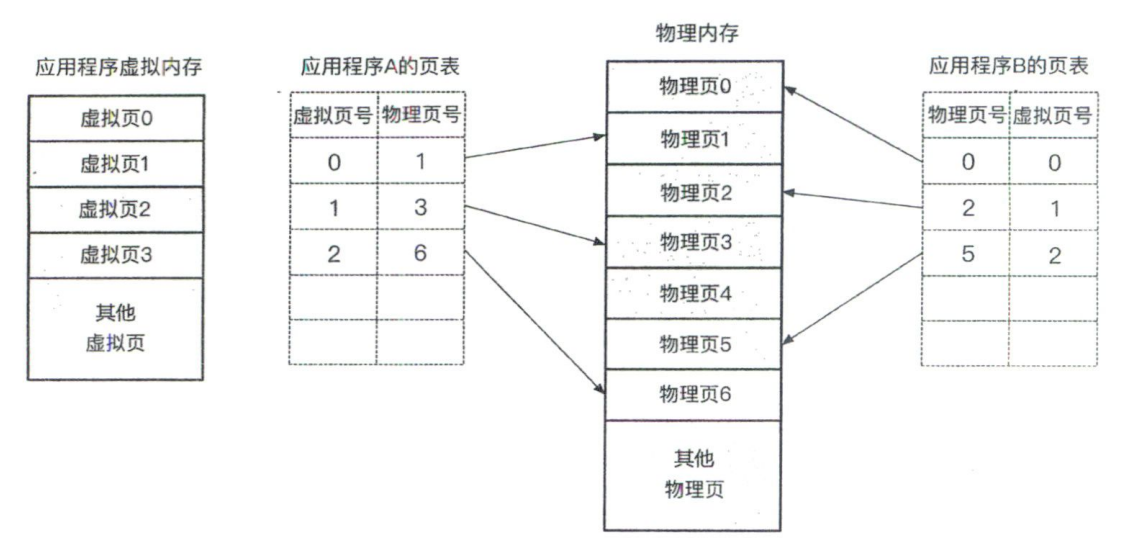 应用程序虚拟内存
虚拟页0
虚拟页1
虚拟页2
虚拟页3
其他
虚拟页
应用程序A的页表
虚拟页号 物理页号
0 1
1 3
2 6
物理内存
物理页0
物理页1
物理页2
物理页3
物理页4
物理页5
物理页6
其他
物理页
应用程序B的页表
物理页号 虚拟页号
0 0
2 1
5 2